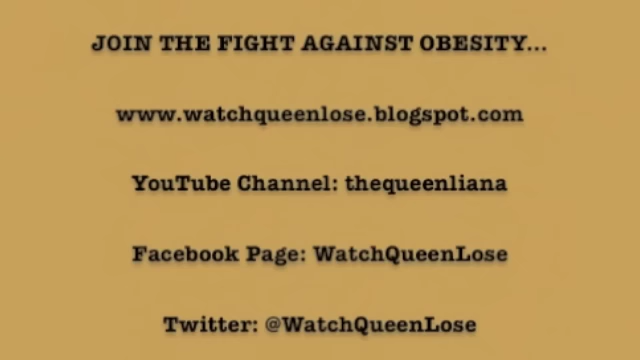 JOIN THE FIGHT AGAINST OBESITY...
www.watchqueenlose.blogspot.com
YouTube Channel: thequeenliana
Facebook Page: WatchQueenLose
Twitter: @WatchQueenLose